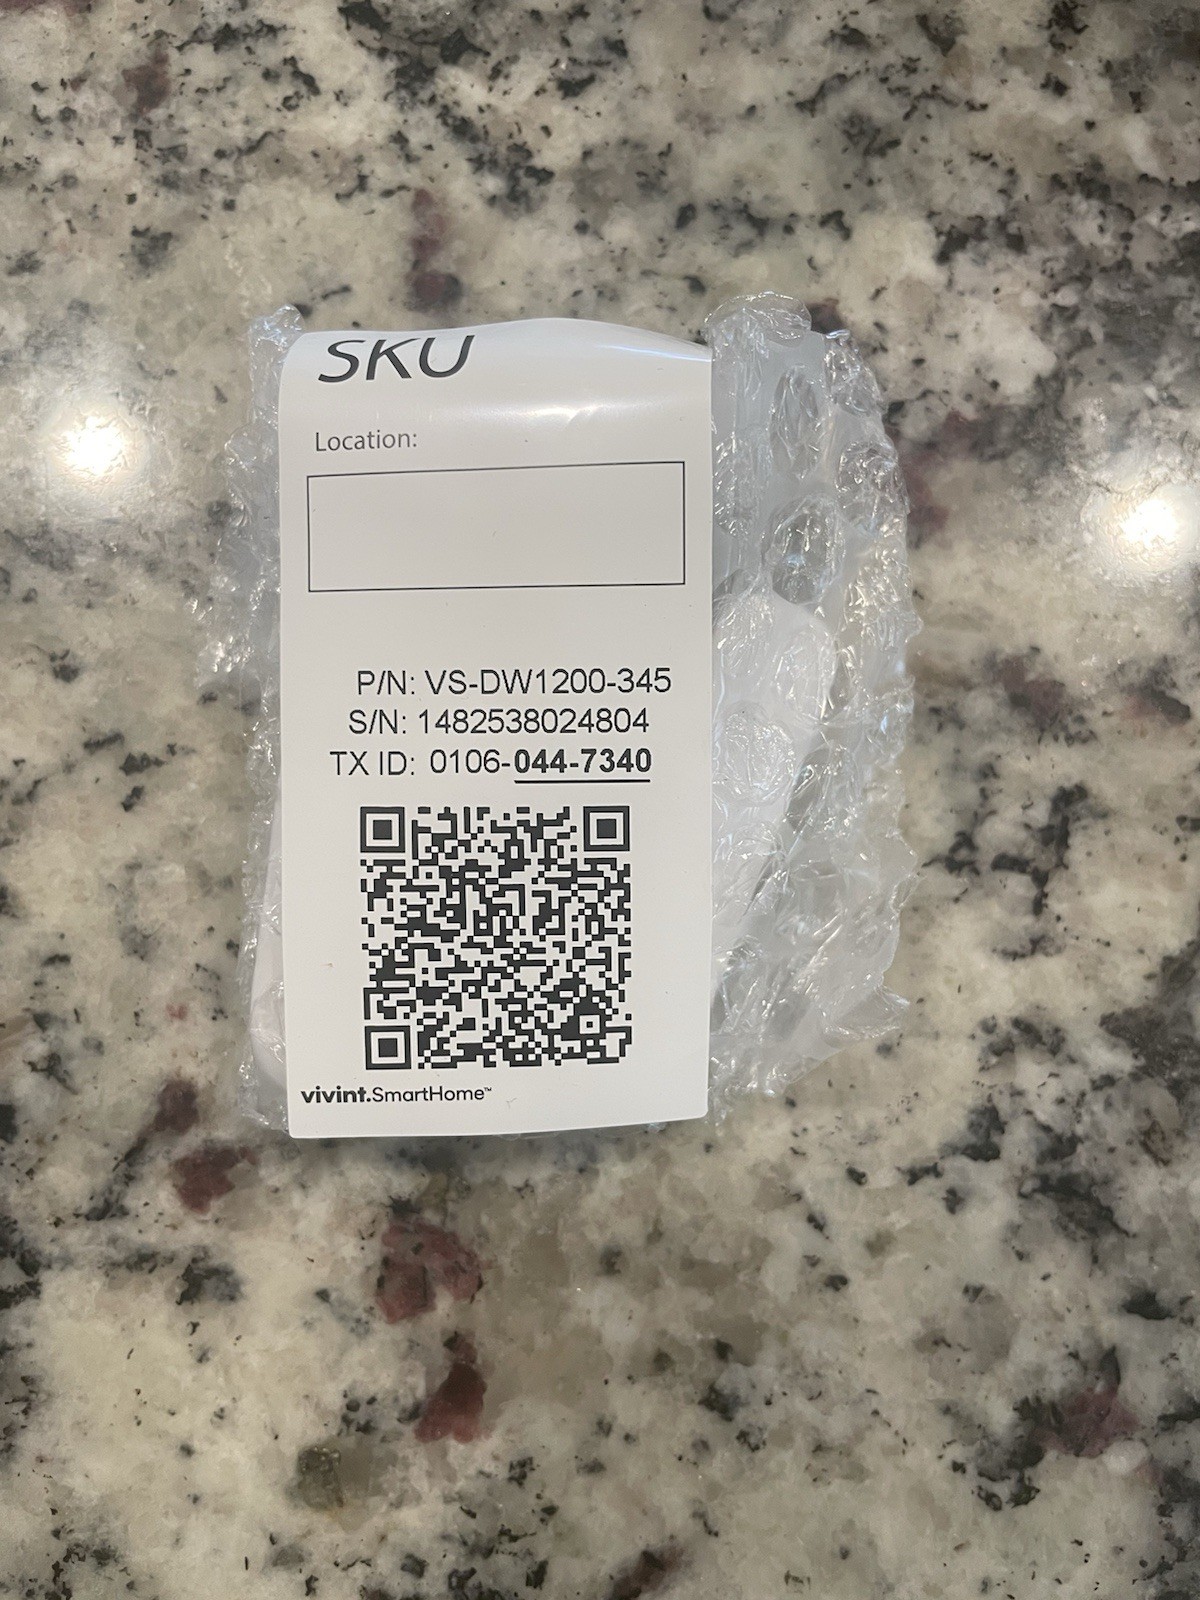 SKU
Location:
P/N: VS-DW1200-345
S/N: 1482538024804
TX ID: 0106-044-7340
vivint.SmartHome™